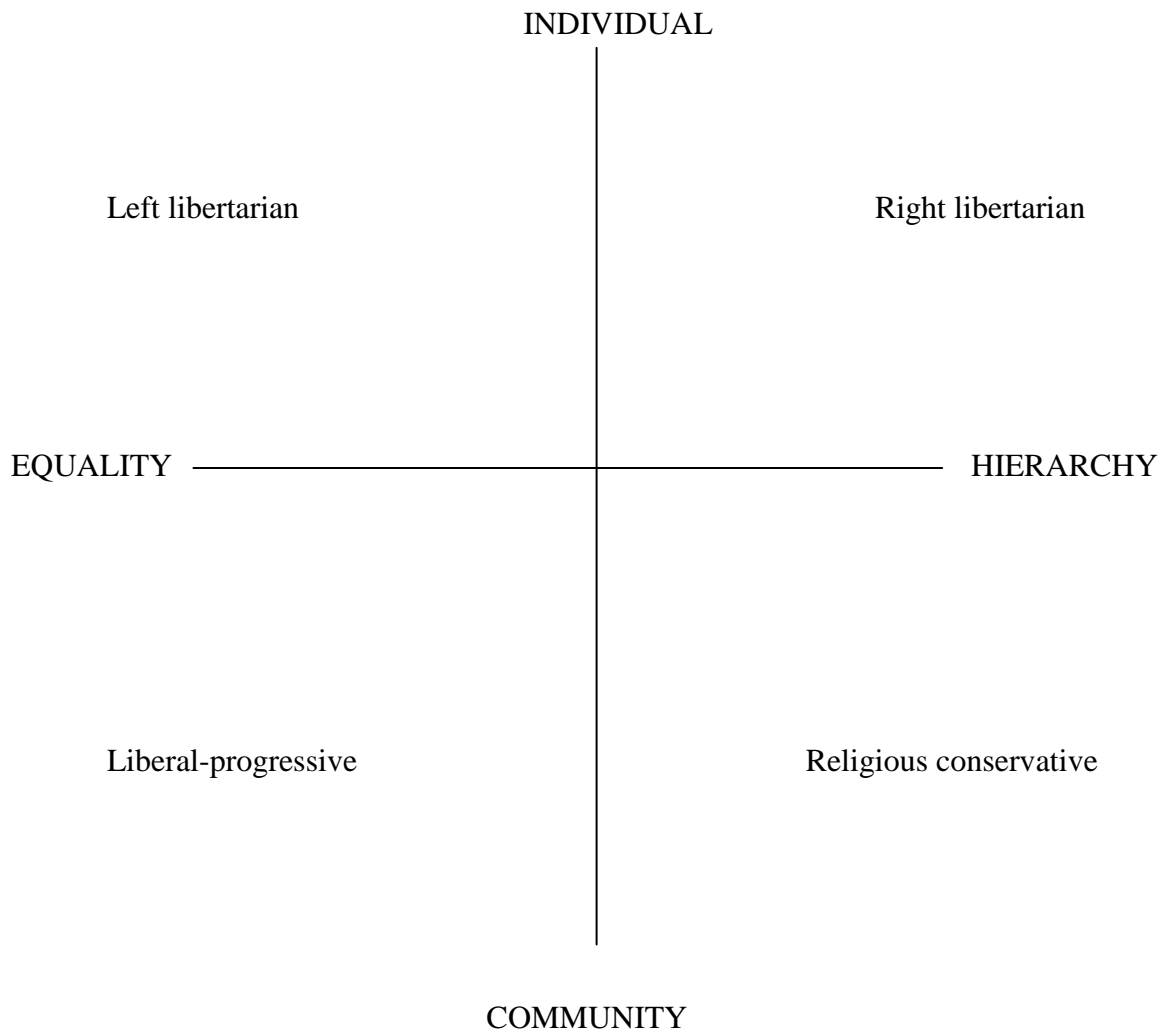 INDIVIDUAL
Left libertarian
Right libertarian
EQUALITY
HIERARCHY
Liberal-progressive
Religious conservative
COMMUNITY